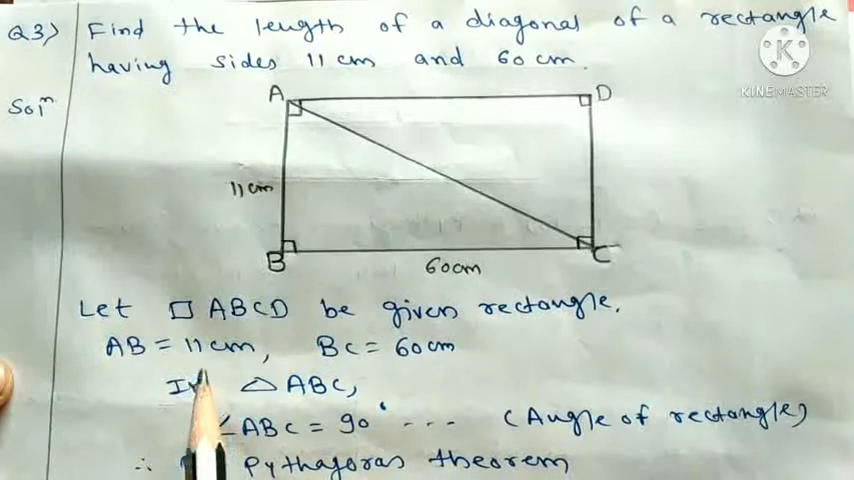 Q3) Find the length of a diagonal of a rectangle
having sides 11 cm and 60 cm.
KINEMASTER
Solⁿ
A
D
11 cm
B
C
60 cm
Let □ ABCD be given rectangle.
AB = 11 cm, BC = 60 cm
In △ ABC,
∠ABC = 90° --- (Angle of rectangle)
∴ Pythagoras theorem